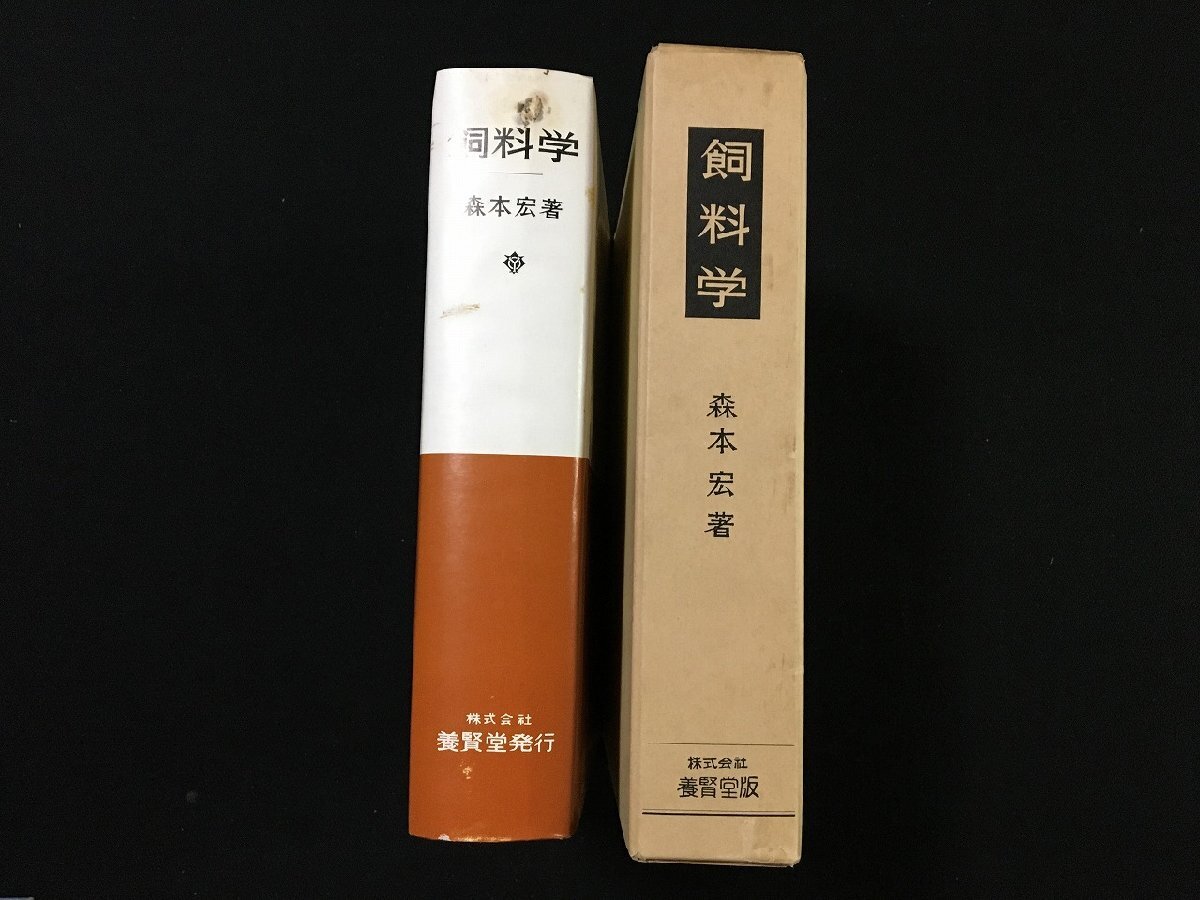 飼料学
森本宏著
株式会社
養賢堂発行
飼料学
森本宏著
株式会社
養賢堂版